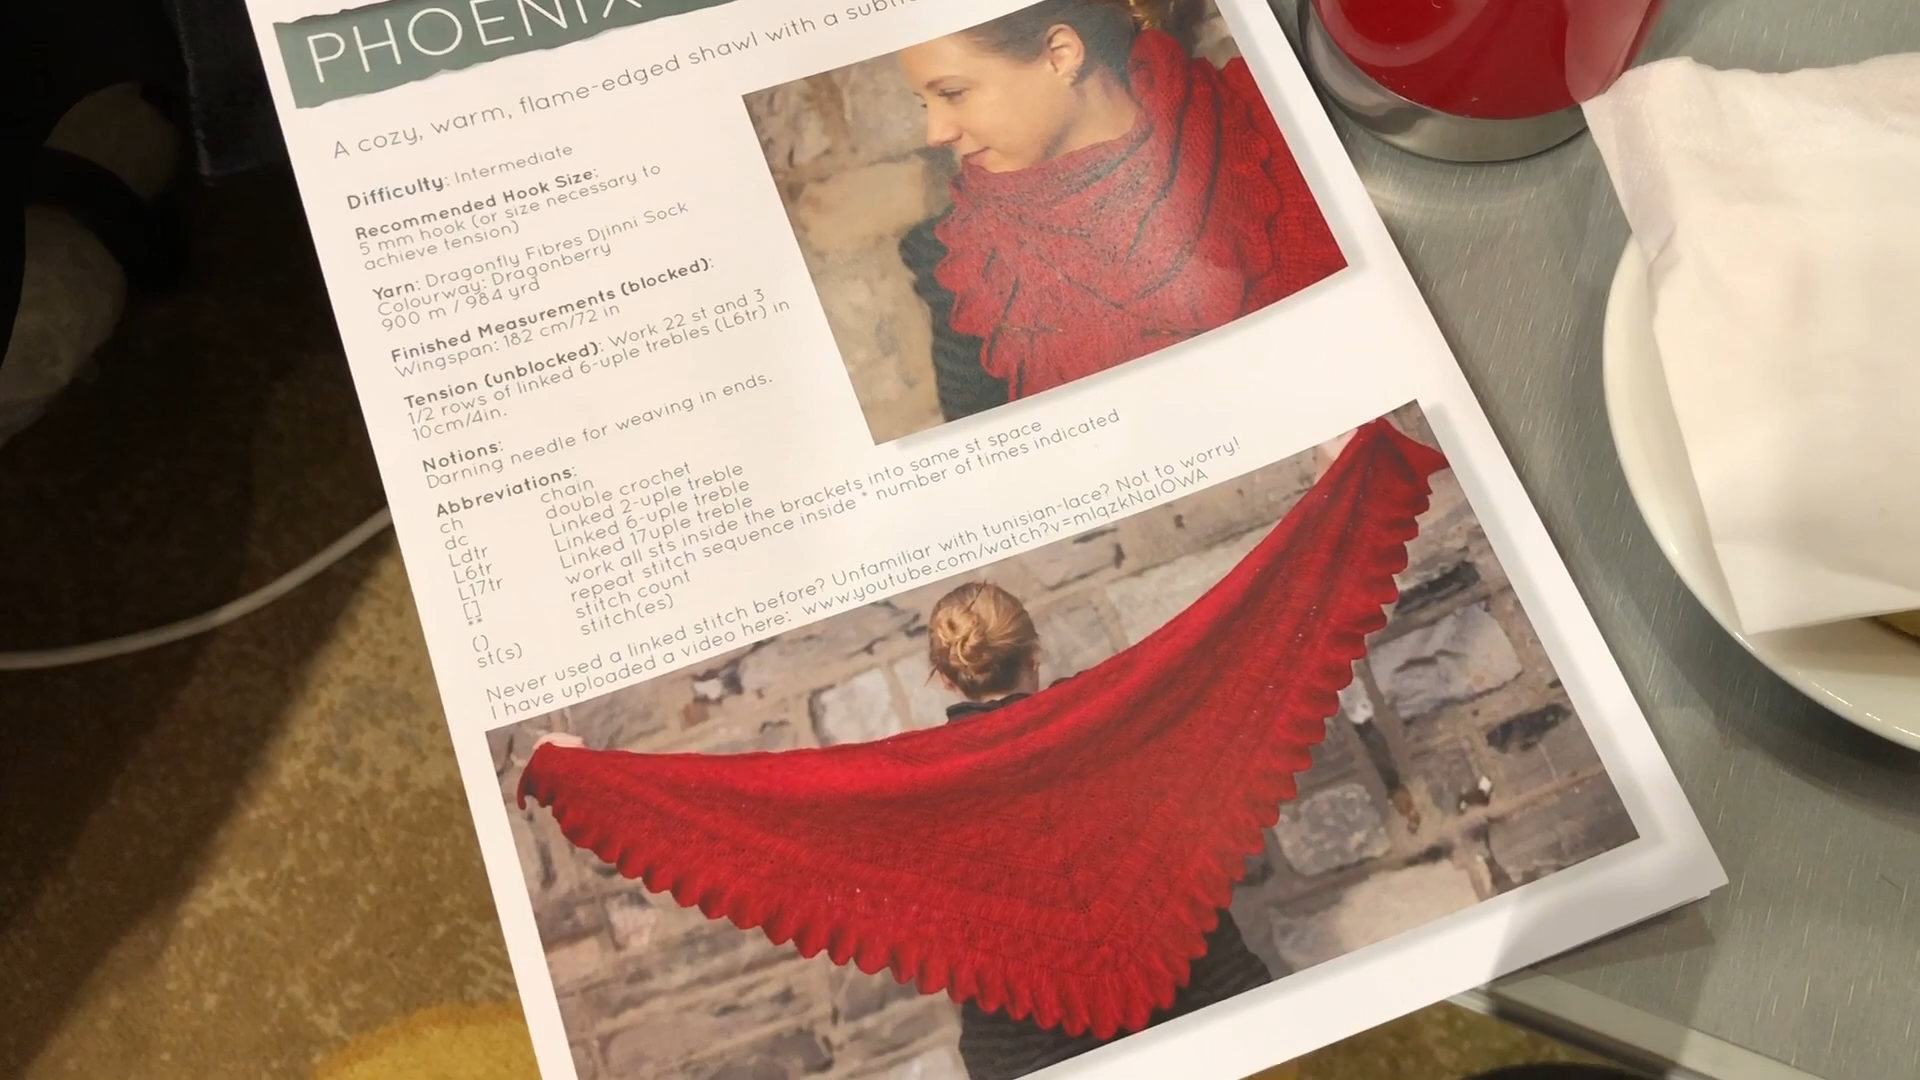 PHOENIX
A cozy, warm, flame-edged shawl with a
Difficulty: Intermediate
Recommended Hook Size:
5 mm hook (or size necessary to
achieve tension)
Yarn: Dragonfly Fibres Djinni Sock
Colourway: Dragonberry
900 m / 984 yrd
Finished Measurements (blocked):
Wingspan: 182 cm/72 in
Tension (unblocked): Work 22 st and 3
1/2 rows of linked 6-uple trebles (L6tr) in
10cm/4in.
Notions:
Darning needle for weaving in ends.
Abbreviations:
ch chain
dc double crochet
Ldtr Linked 2-uple treble
L6tr Linked 6-uple treble
L17tr Linked 17uple treble
[] work all sts inside the brackets into same st space
** repeat stitch sequence inside * number of times indicated
() stitch count
st(s) stitch(es)
Never used a linked stitch before? Unfamiliar with tunisian-lace? Not to worry!
I have uploaded a video here: www.youtube.com/watch?v=mIqzkNaIOWA